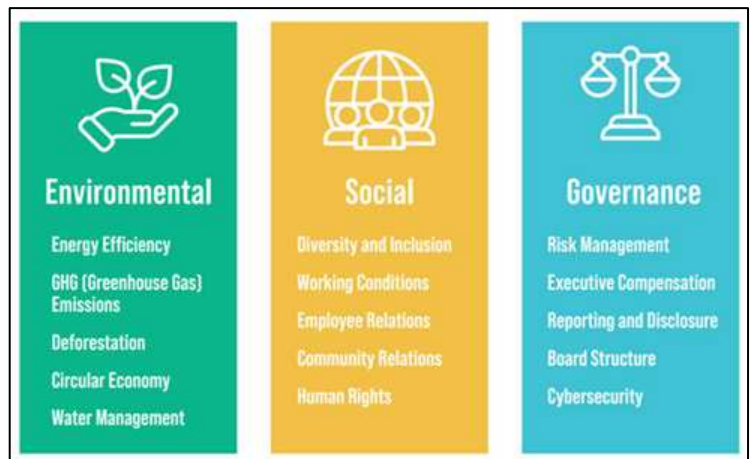 Environmental
Energy Efficiency
GHG (Greenhouse Gas)
Emissions
Deforestation
Circular Economy
Water Management
Social
Diversity and Inclusion
Working Conditions
Employee Relations
Community Relations
Human Rights
Governance
Risk Management
Executive Compensation
Reporting and Disclosure
Board Structure
Cybersecurity